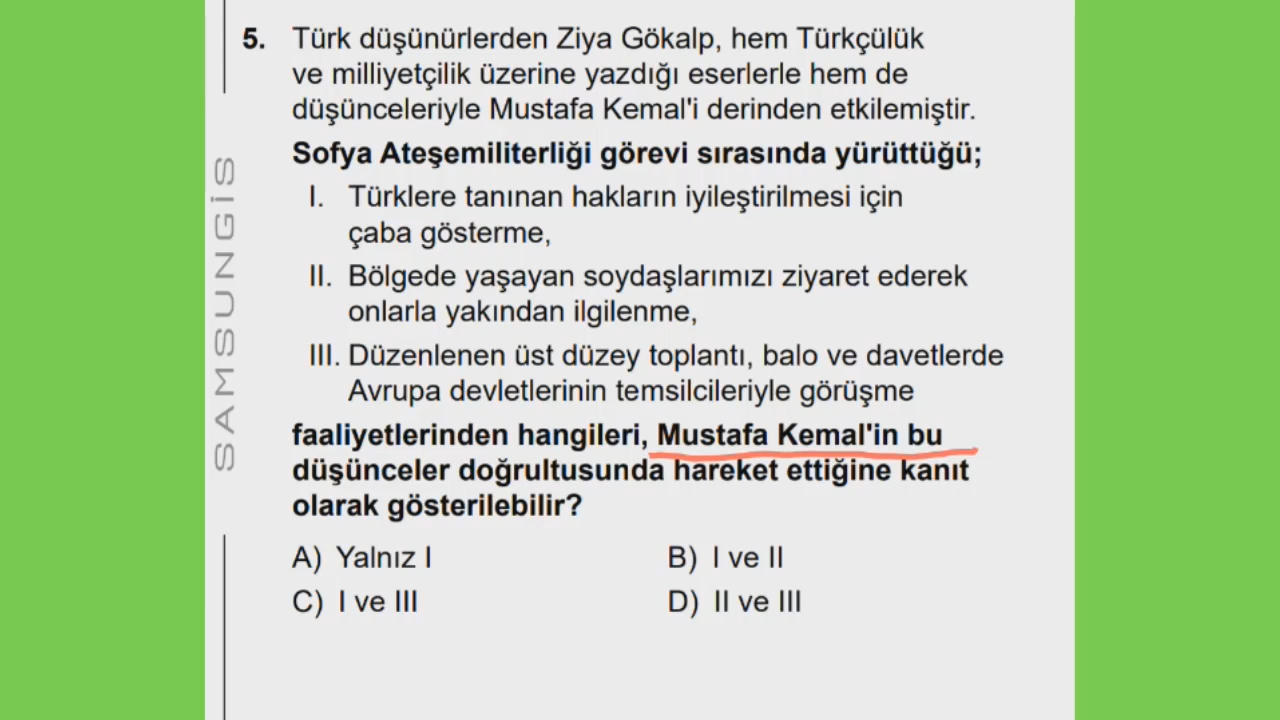 5. Türk düşünürlerden Ziya Gökalp, hem Türkçülük
ve milliyetçilik üzerine yazdığı eserlerle hem de
düşünceleriyle Mustafa Kemal'i derinden etkilemiştir.
Sofya Ateşemiliterliği görevi sırasında yürüttüğü;
I. Türklere tanınan hakların iyileştirilmesi için
çaba gösterme,
II. Bölgede yaşayan soydaşlarımızı ziyaret ederek
onlarla yakından ilgilenme,
III. Düzenlenen üst düzey toplantı, balo ve davetlerde
Avrupa devletlerinin temsilcileriyle görüşme
faaliyetlerinden hangileri, Mustafa Kemal'in bu
düşünceler doğrultusunda hareket ettiğine kanıt
olarak gösterilebilir?
A) Yalnız I B) I ve II
C) I ve III D) II ve III
SAMSUNGİS